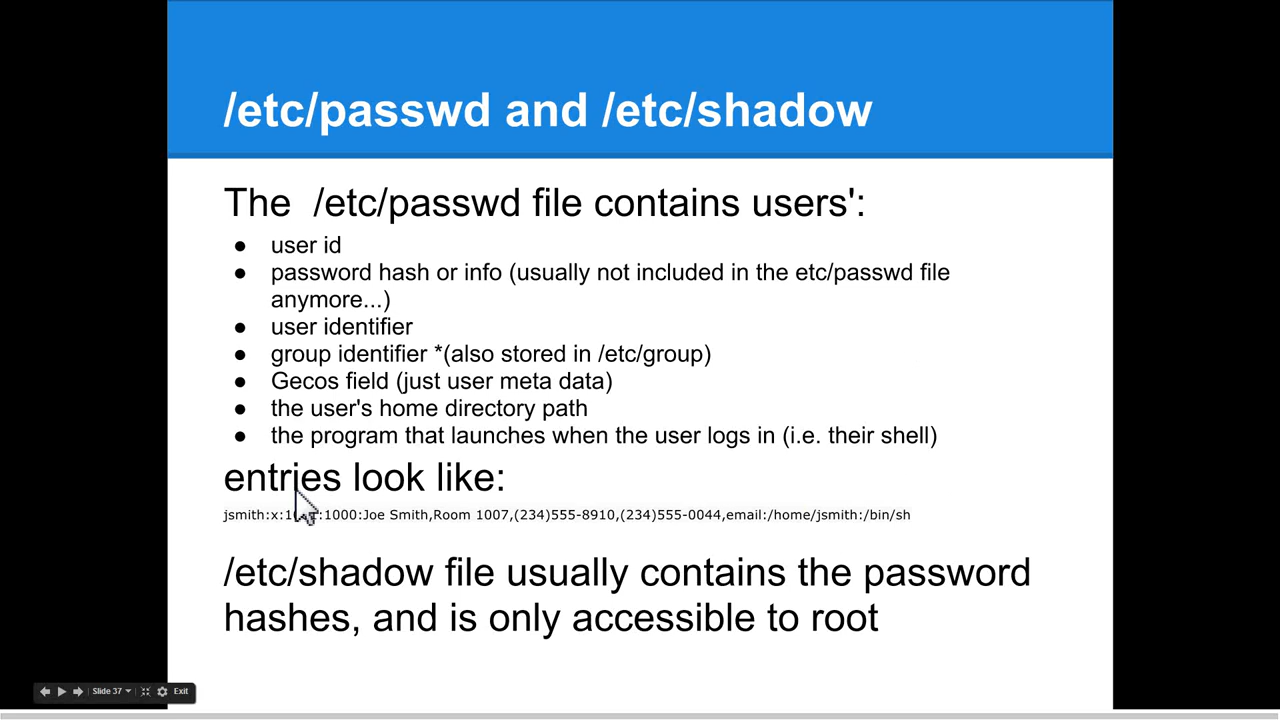 /etc/passwd and /etc/shadow
The /etc/passwd file contains users':
● user id
● password hash or info (usually not included in the etc/passwd file
anymore...)
● user identifier
● group identifier *(also stored in /etc/group)
● Gecos field (just user meta data)
● the user's home directory path
● the program that launches when the user logs in (i.e. their shell)
entries look like:
jsmith:x: :1000:Joe Smith,Room 1007,(234)555-8910,(234)555-0044,email:/home/jsmith:/bin/sh
/etc/shadow file usually contains the password
hashes, and is only accessible to root
Slide 37 Exit